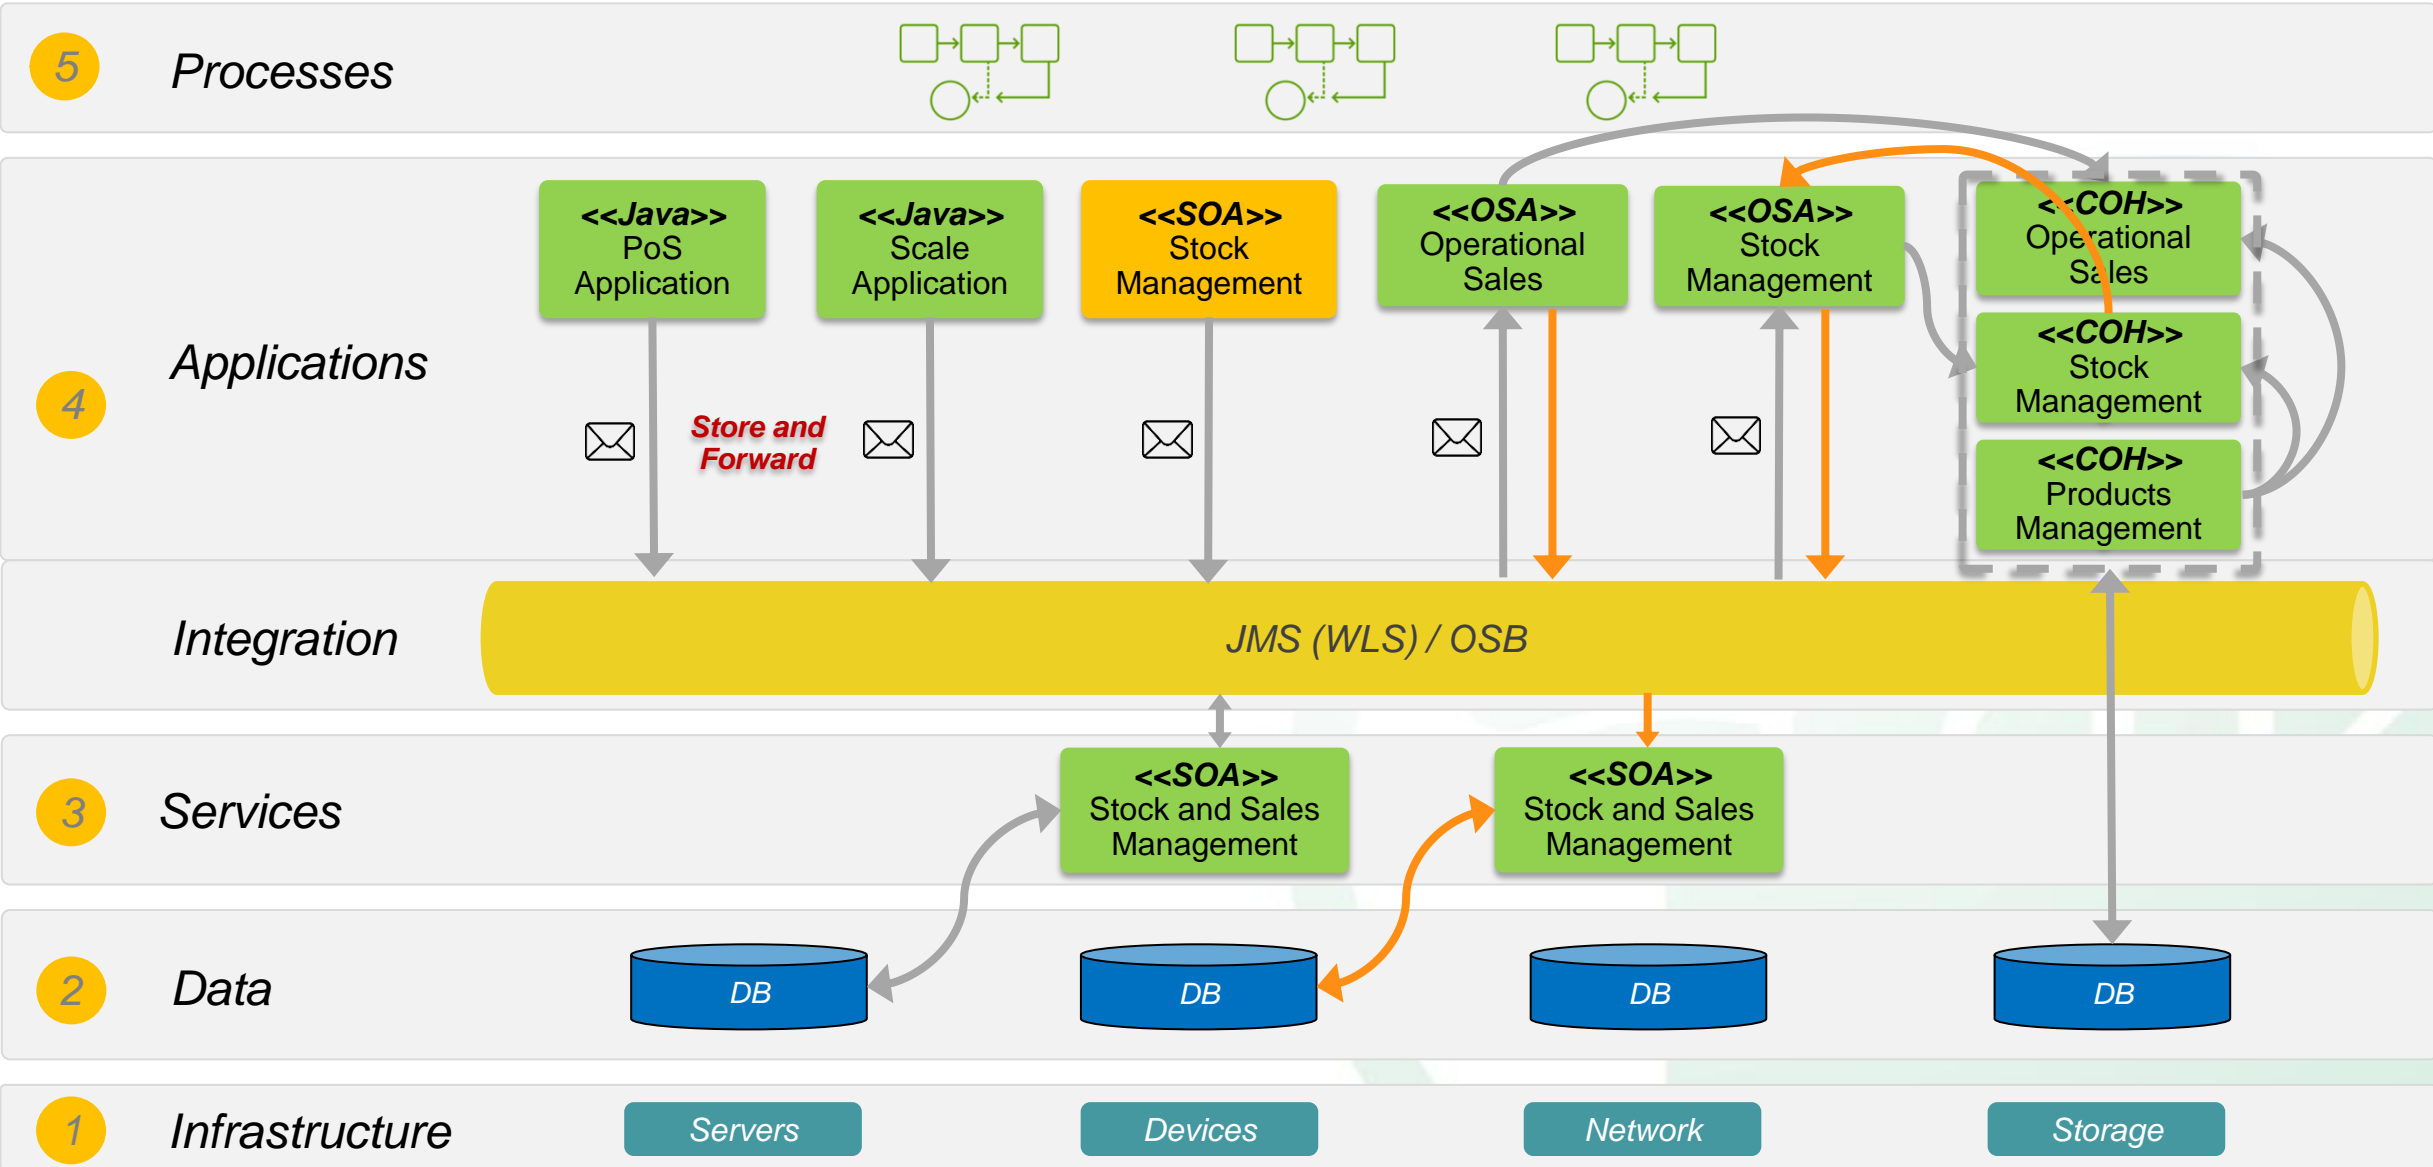 5
Processes
4
Applications
<<Java>>
PoS
Application
<<Java>>
Scale
Application
<<SOA>>
Stock
Management
<<OSA>>
Operational
Sales
<<OSA>>
Stock
Management
<<COH>>
Operational
Sales
<<COH>>
Stock
Management
<<COH>>
Products
Management
Store and
Forward
Integration
JMS (WLS) / OSB
3
Services
<<SOA>>
Stock and Sales
Management
<<SOA>>
Stock and Sales
Management
2
Data
DB
DB
DB
DB
1
Infrastructure
Servers
Devices
Network
Storage